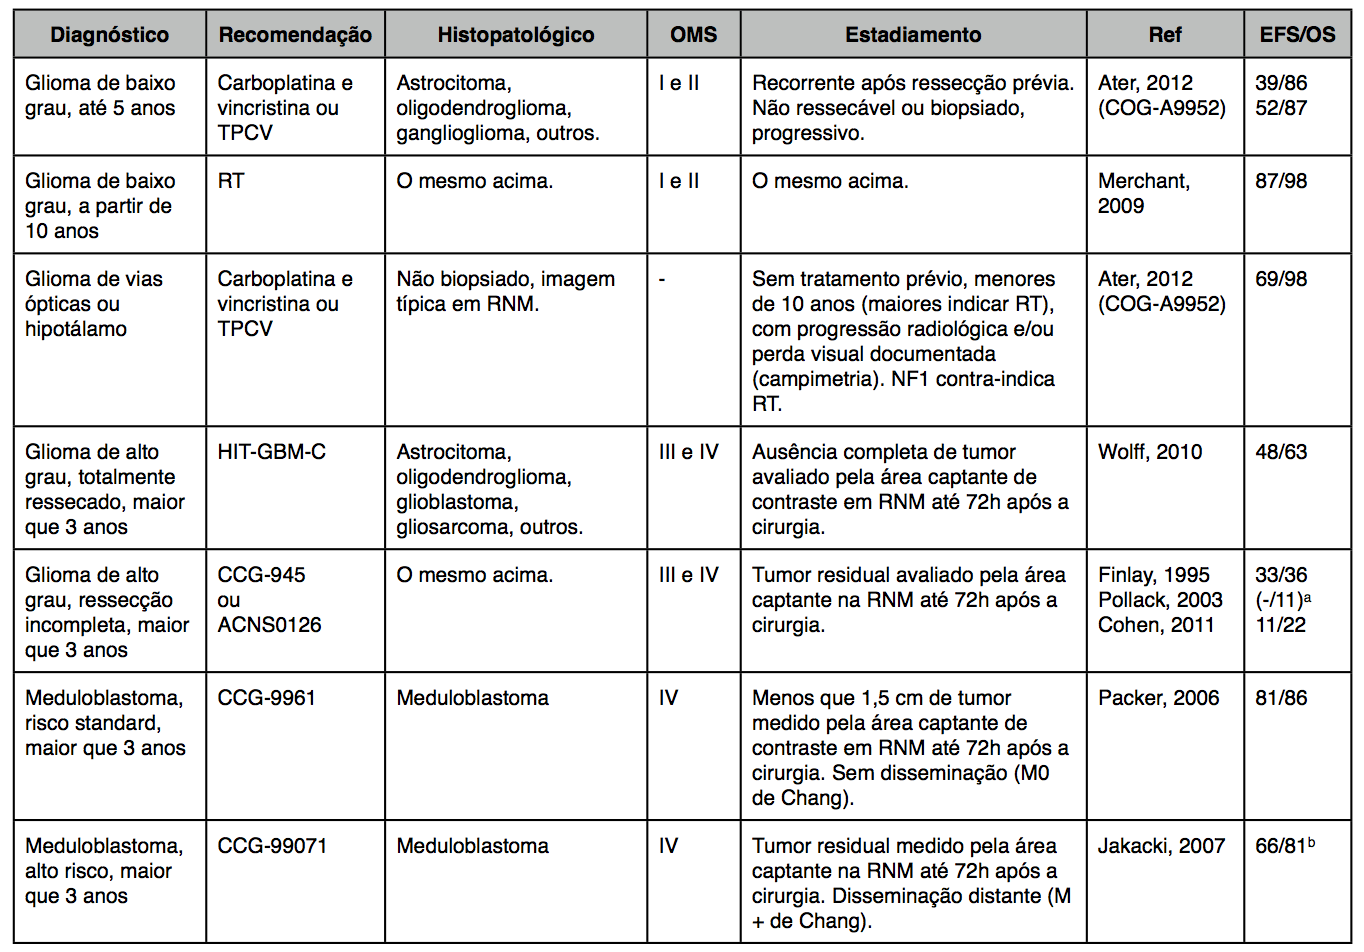 Diagnóstico
Recomendação
Histopatológico
OMS
Estadiamento
Ref
EFS/OS
Glioma de baixo
grau, até 5 anos
Carboplatina e
vincristina ou
TPCV
Astrocitoma,
oligodendroglioma,
ganglioglioma, outros.
I e II
Recorrente após ressecção prévia.
Não ressecável ou biopsiado,
progressivo.
Ater, 2012
(COG-A9952)
39/86
52/87
Glioma de baixo
grau, a partir de
10 anos
RT
O mesmo acima.
I e II
O mesmo acima.
Merchant,
2009
87/98
Glioma de vias
ópticas ou
hipotálamo
Carboplatina e
vincristina ou
TPCV
Não biopsiado, imagem
típica em RNM.
-
Sem tratamento prévio, menores
de 10 anos (maiores indicar RT),
com progressão radiológica e/ou
perda visual documentada
(campimetria). NF1 contra-indica
RT.
Ater, 2012
(COG-A9952)
69/98
Glioma de alto
grau, totalmente
ressecado, maior
que 3 anos
HIT-GBM-C
Astrocitoma,
oligodendroglioma,
glioblastoma,
gliosarcoma, outros.
III e IV
Ausência completa de tumor
avaliado pela área captante de
contraste em RNM até 72h após a
cirurgia.
Wolff, 2010
48/63
Glioma de alto
grau, ressecção
incompleta, maior
que 3 anos
CCG-945
ou
ACNS0126
O mesmo acima.
III e IV
Tumor residual avaliado pela área
captante na RNM até 72h após a
cirurgia.
Finlay, 1995
Pollack, 2003
Cohen, 2011
33/36
(-/11)ᵃ
11/22
Meduloblastoma,
risco standard,
maior que 3 anos
CCG-9961
Meduloblastoma
IV
Menos que 1,5 cm de tumor
medido pela área captante de
contraste em RNM até 72h após a
cirurgia. Sem disseminação (M0
de Chang).
Packer, 2006
81/86
Meduloblastoma,
alto risco, maior
que 3 anos
CCG-99071
Meduloblastoma
IV
Tumor residual medido pela área
captante na RNM até 72h após a
cirurgia. Disseminação distante (M
+ de Chang).
Jakacki, 2007
66/81ᵇ